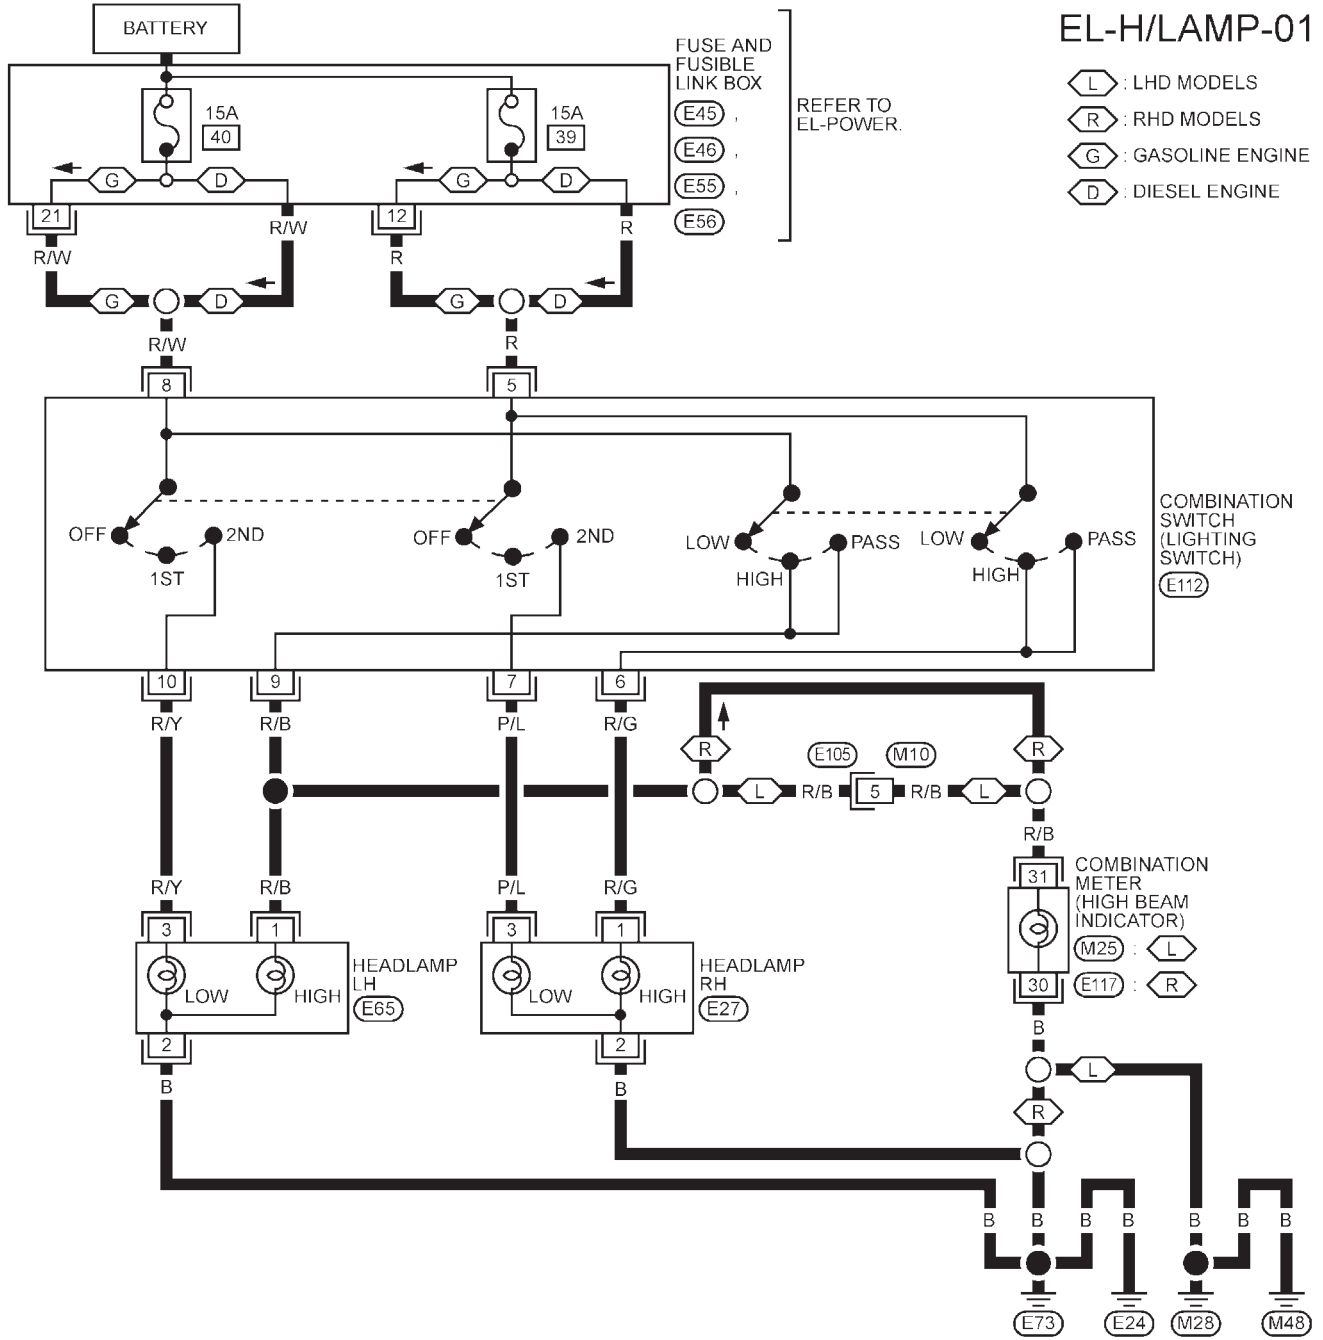 EL-H/LAMP-01
BATTERY
FUSE AND
FUSIBLE
LINK BOX
E45 ,
E46 ,
E55 ,
E56
REFER TO
EL-POWER.
L : LHD MODELS
R : RHD MODELS
G : GASOLINE ENGINE
D : DIESEL ENGINE
15A
40
15A
39
G D G D
21 R/W 12 R
R/W R
G D G D
R/W R
8 5
OFF 2ND
1ST
OFF 2ND
1ST
LOW PASS
HIGH
LOW PASS
HIGH
COMBINATION
SWITCH
(LIGHTING
SWITCH)
E112
10 9 7 6
R/Y R/B P/L R/G
R R
E105 M10
L R/B 5 R/B L
R/B
R/Y R/B P/L R/G
3 1 3 1
31
COMBINATION
METER
(HIGH BEAM
INDICATOR)
M25 : L
E117 : R
30
LOW HIGH
HEADLAMP
LH
E65
LOW HIGH
HEADLAMP
RH
E27
2 2
B B B
L
R
B B B B B B B
E73 E24 M28 M48